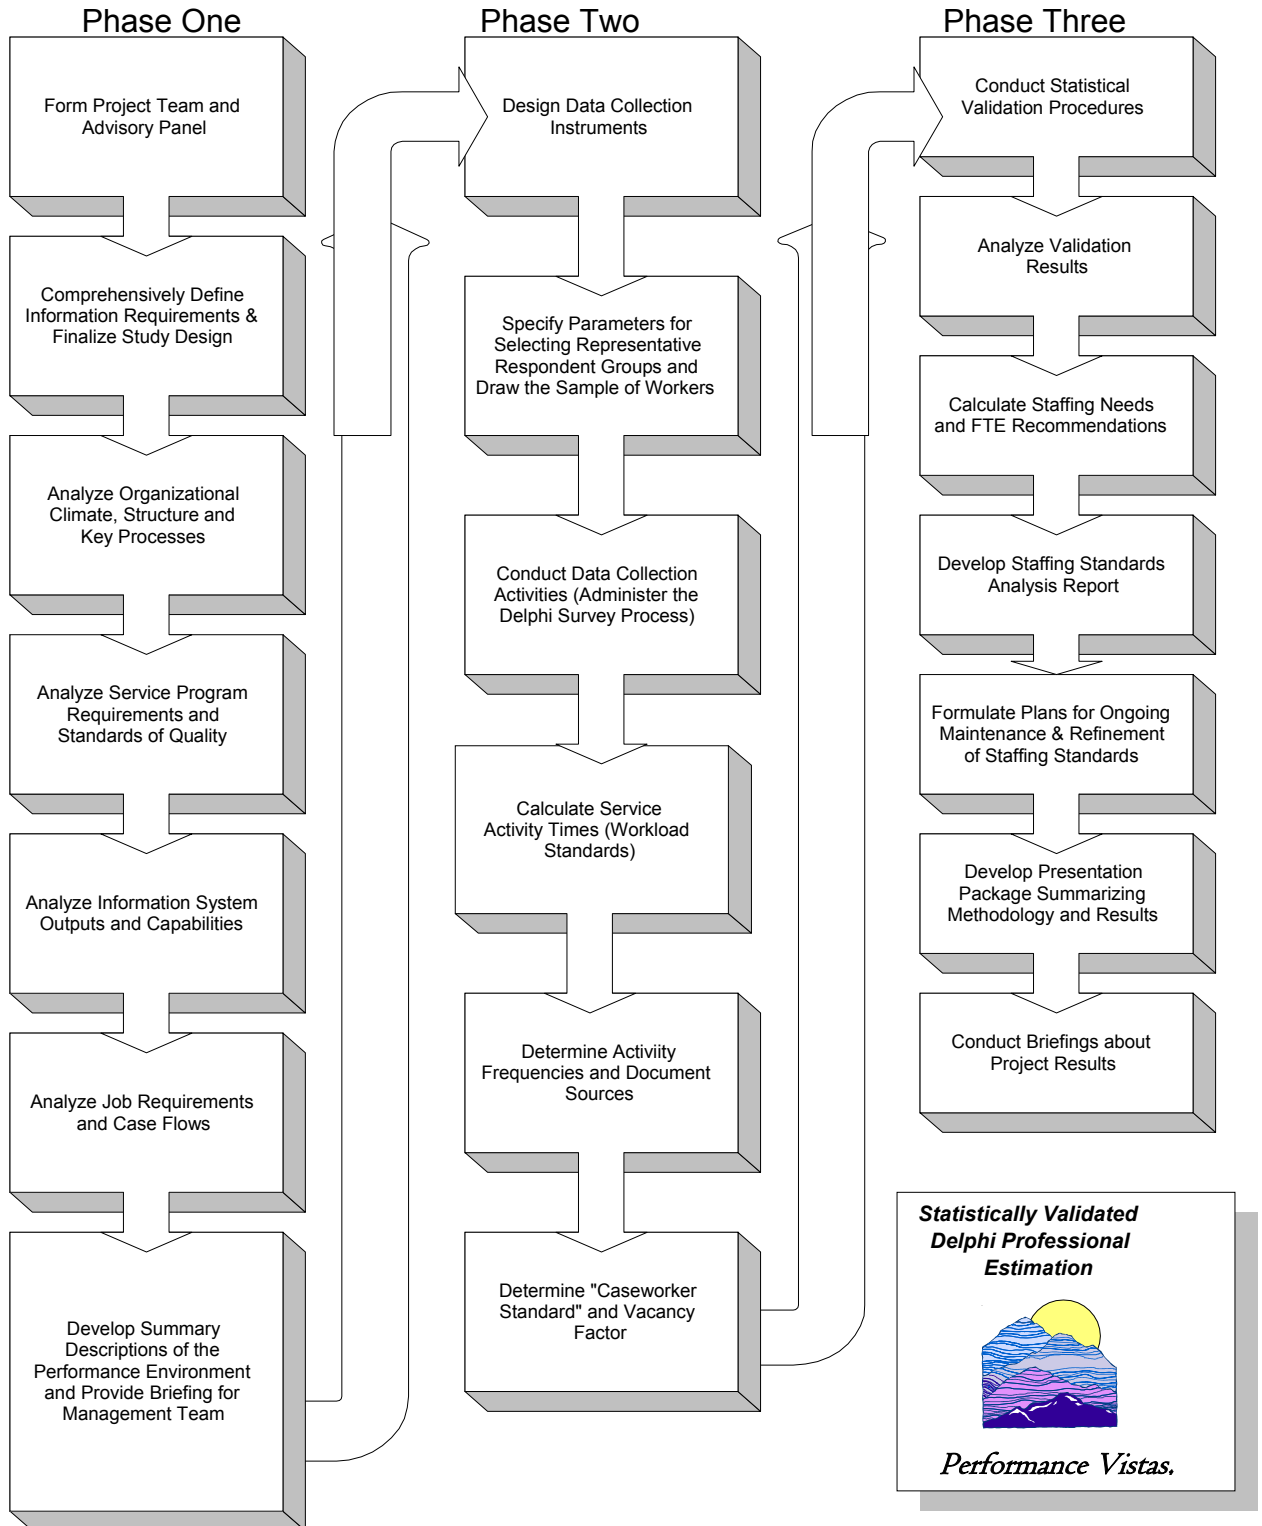 Phase One
Form Project Team and
Advisory Panel
Comprehensively Define
Information Requirements &
Finalize Study Design
Analyze Organizational
Climate, Structure and
Key Processes
Analyze Service Program
Requirements and
Standards of Quality
Analyze Information System
Outputs and Capabilities
Analyze Job Requirements
and Case Flows
Develop Summary
Descriptions of the
Performance Environment
and Provide Briefing for
Management Team
Phase Two
Design Data Collection
Instruments
Specify Parameters for
Selecting Representative
Respondent Groups and
Draw the Sample of Workers
Conduct Data Collection
Activities (Administer the
Delphi Survey Process)
Calculate Service
Activity Times (Workload
Standards)
Determine Activiity
Frequencies and Document
Sources
Determine "Caseworker
Standard" and Vacancy
Factor
Phase Three
Conduct Statistical
Validation Procedures
Analyze Validation
Results
Calculate Staffing Needs
and FTE Recommendations
Develop Staffing Standards
Analysis Report
Formulate Plans for Ongoing
Maintenance & Refinement
of Staffing Standards
Develop Presentation
Package Summarizing
Methodology and Results
Conduct Briefings about
Project Results
Statistically Validated
Delphi Professional
Estimation
Performance Vistas.